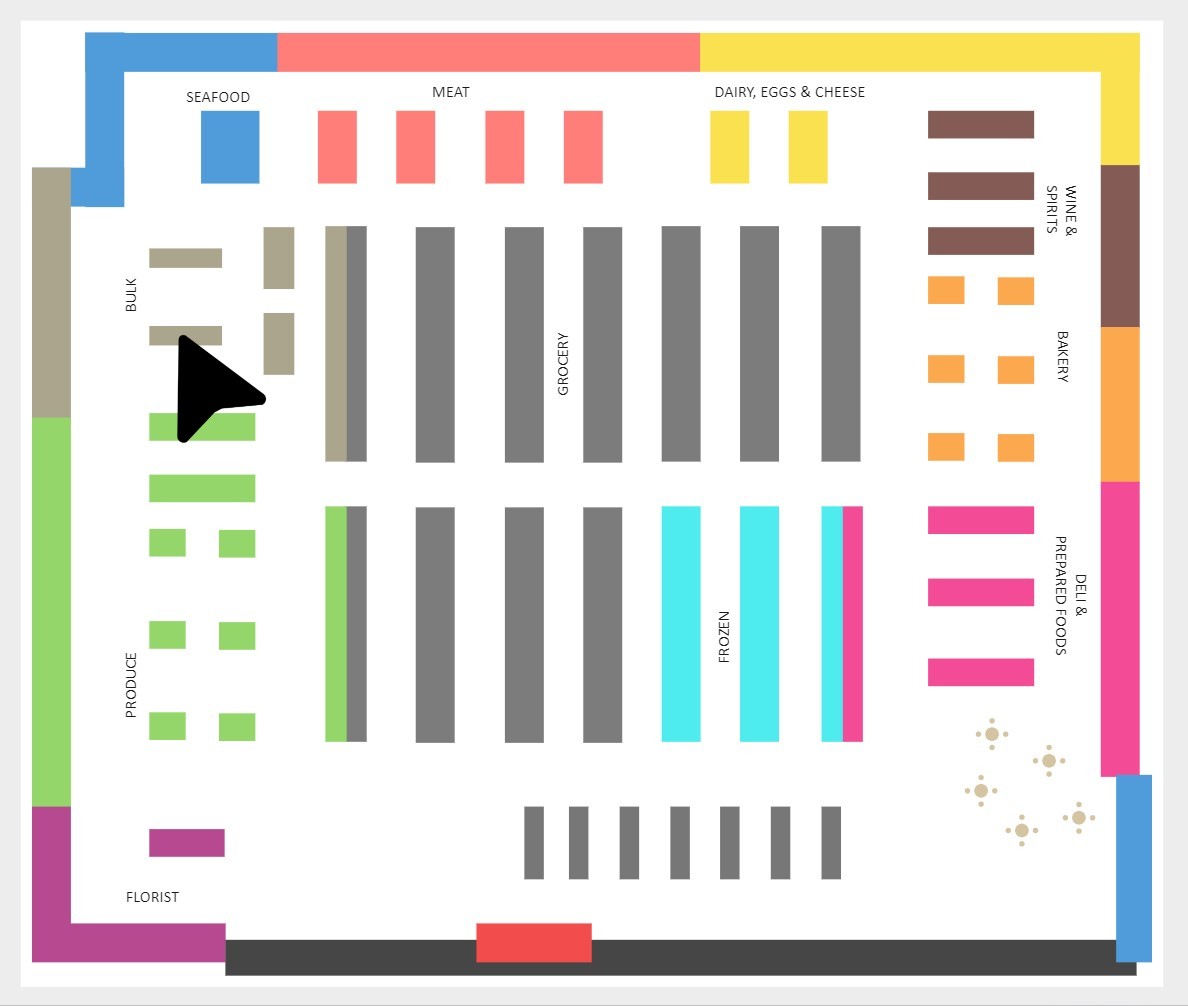 SEAFOOD
MEAT
DAIRY, EGGS & CHEESE
WINE &
SPIRITS
BULK
GROCERY
BAKERY
DELI &
PREPARED FOODS
FROZEN
PRODUCE
FLORIST